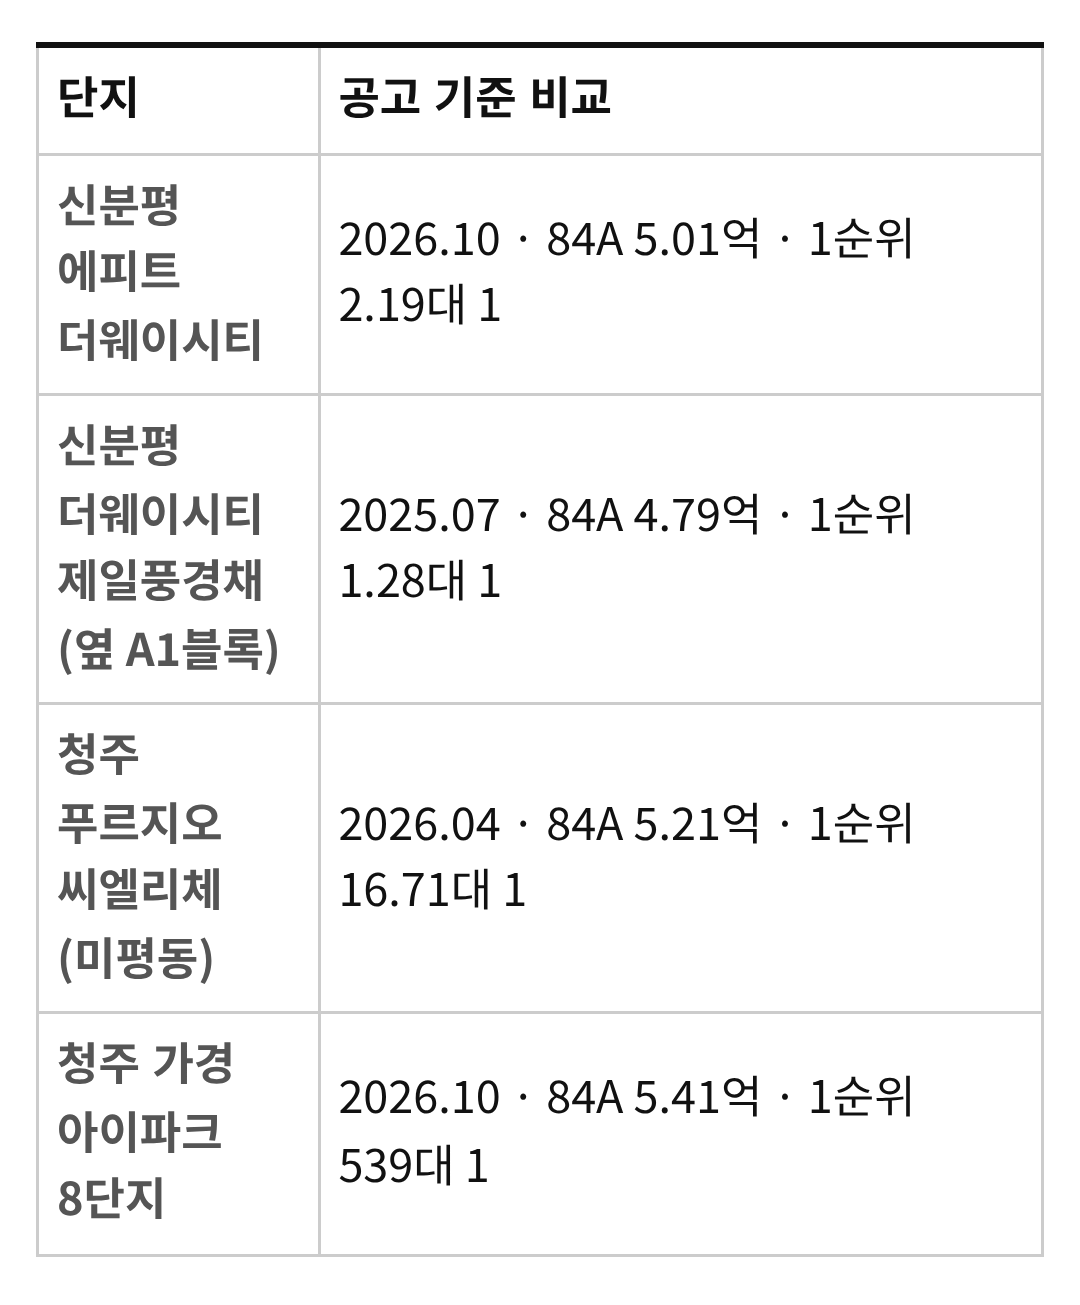 단지
공고 기준 비교
신분평
에피트
더웨이시티
2026.10 · 84A 5.01억 · 1순위
2.19대 1
신분평
더웨이시티
제일풍경채
(옆 A1블록)
2025.07 · 84A 4.79억 · 1순위
1.28대 1
청주
푸르지오
씨엘리체
(미평동)
2026.04 · 84A 5.21억 · 1순위
16.71대 1
청주 가경
아이파크
8단지
2026.10 · 84A 5.41억 · 1순위
539대 1